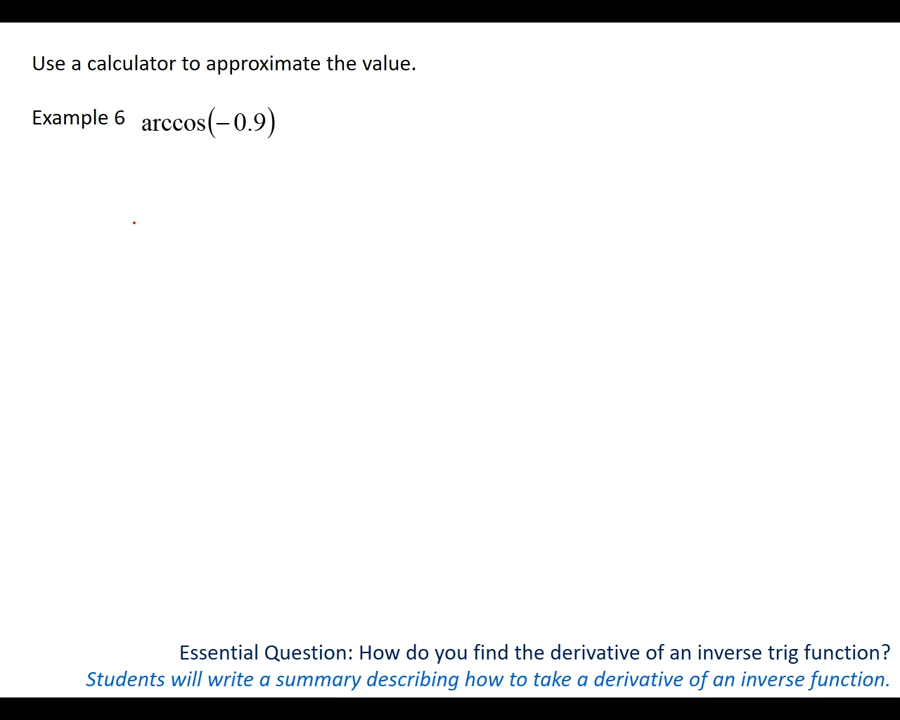 Use a calculator to approximate the value.
Example 6 arccos(−0.9)
Essential Question: How do you find the derivative of an inverse trig function?
Students will write a summary describing how to take a derivative of an inverse function.